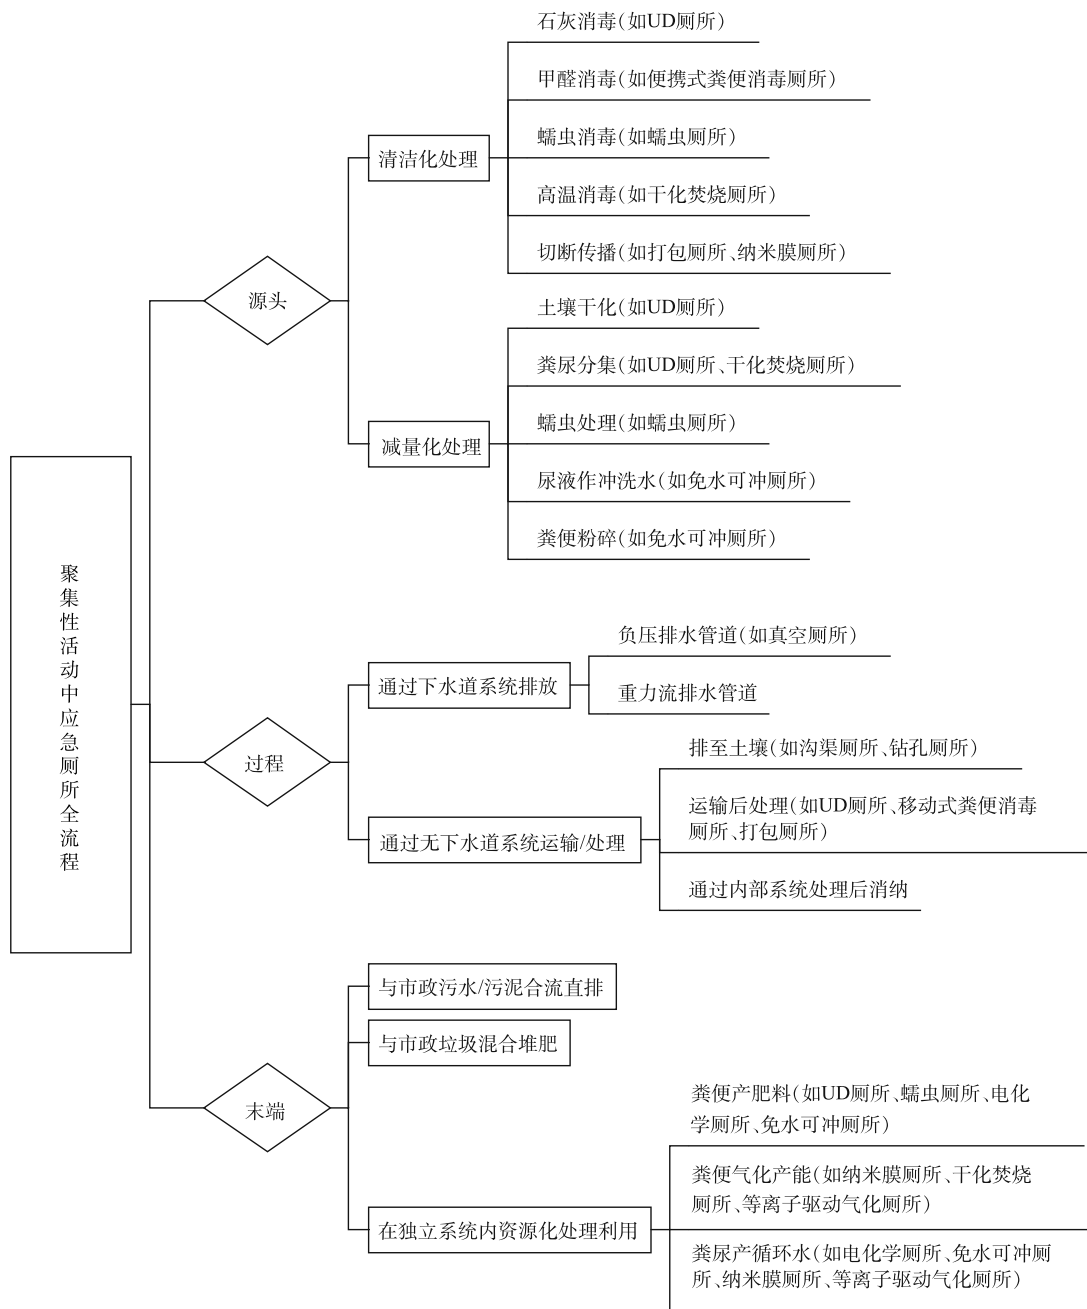 聚集性活动中应急厕所全流程
源头
清洁化处理
石灰消毒(如UD厕所)
甲醛消毒(如便携式粪便消毒厕所)
蠕虫消毒(如蠕虫厕所)
高温消毒(如干化焚烧厕所)
切断传播(如打包厕所、纳米膜厕所)
减量化处理
土壤干化(如UD厕所)
粪尿分集(如UD厕所、干化焚烧厕所)
蠕虫处理(如蠕虫厕所)
尿液作冲洗水(如免水可冲厕所)
粪便粉碎(如免水可冲厕所)
过程
通过下水道系统排放
负压排水管道(如真空厕所)
重力流排水管道
通过无下水道系统运输/处理
排至土壤(如沟渠厕所、钻孔厕所)
运输后处理(如UD厕所、移动式粪便消毒
厕所、打包厕所)
通过内部系统处理后消纳
末端
与市政污水/污泥合流直排
与市政垃圾混合堆肥
在独立系统内资源化处理利用
粪便产肥料(如UD厕所、蠕虫厕所、电化
学厕所、免水可冲厕所)
粪便气化产能(如纳米膜厕所、干化焚烧
厕所、等离子驱动气化厕所)
粪尿产循环水(如电化学厕所、免水可冲厕
所、纳米膜厕所、等离子驱动气化厕所)